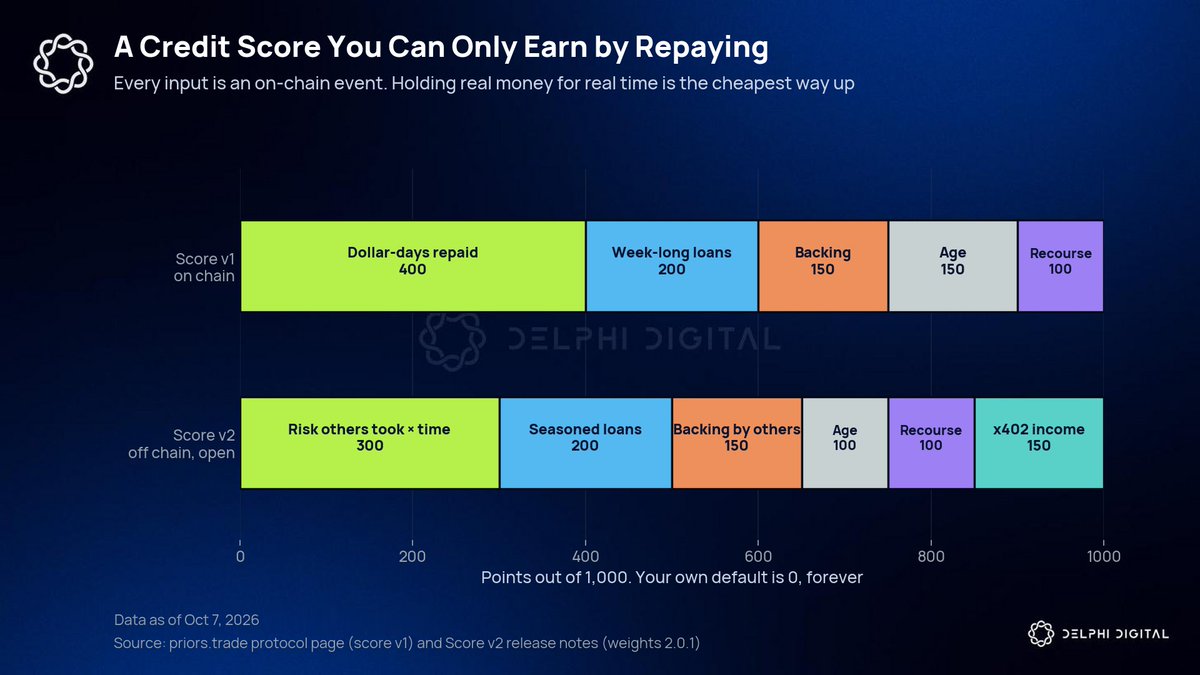 A Credit Score You Can Only Earn by Repaying
Every input is an on-chain event. Holding real money for real time is the cheapest way up
Score v1
on chain
Dollar-days repaid
400
Week-long loans
200
Backing
150
Age
150
Recourse
100
DELPHI DIGITAL
Score v2
off chain, open
Risk others took × time
300
Seasoned loans
200
Backing by others
150
Age
100
Recourse
100
x402 income
150
0 200 400 600 800 1000
Points out of 1,000. Your own default is 0, forever
Data as of Oct 7, 2026
Source: priors.trade protocol page (score v1) and Score v2 release notes (weights 2.0.1)
DELPHI DIGITAL